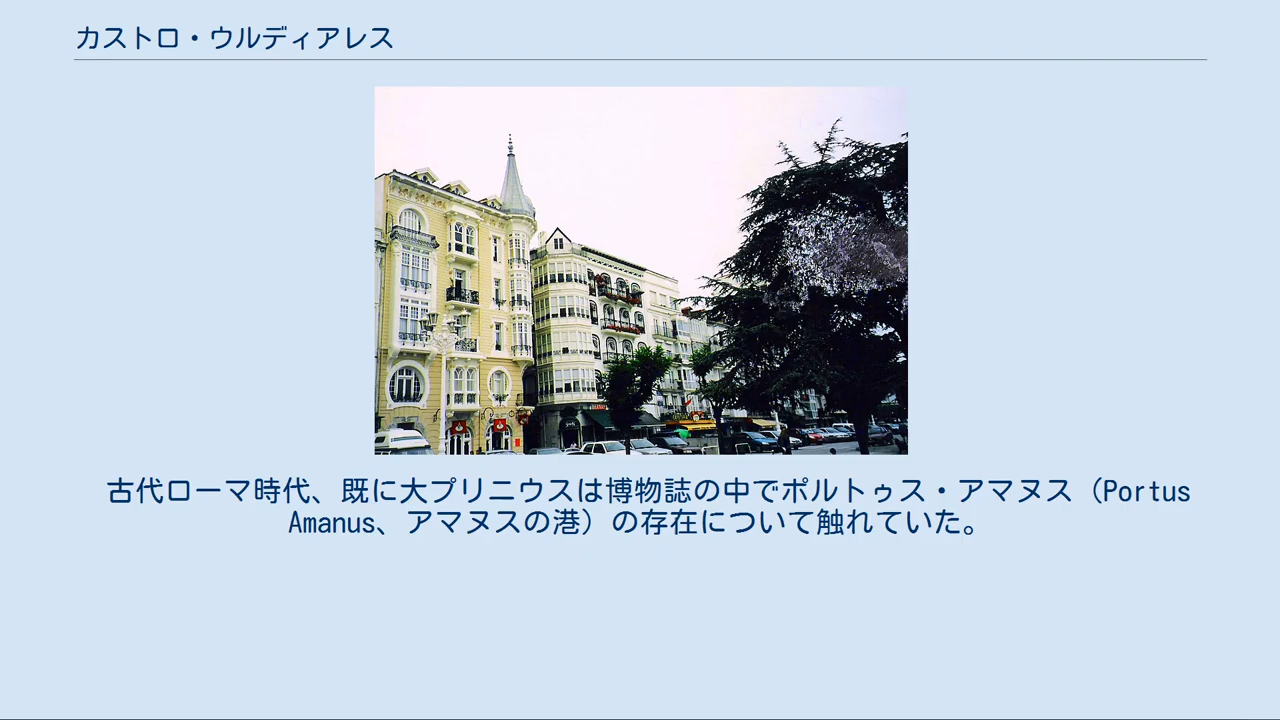 カストロ・ウルディアレス
古代ローマ時代、既に大プリニウスは博物誌の中でポルトゥス・アマヌス（Portus
Amanus、アマヌスの港）の存在について触れていた。